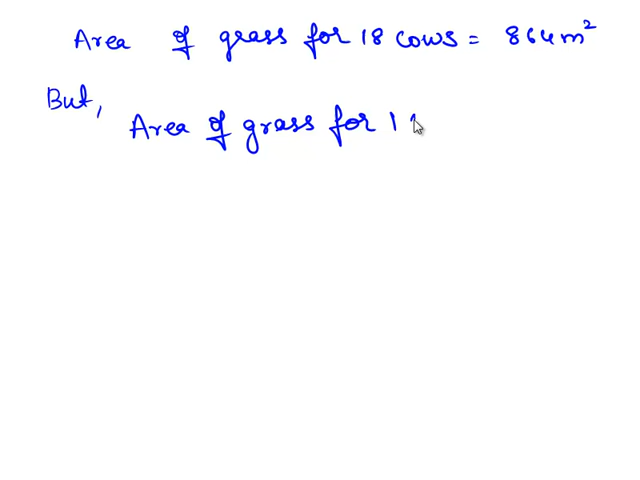 Area of grass for 18 cows = 864 m²
But,
Area of grass for 1